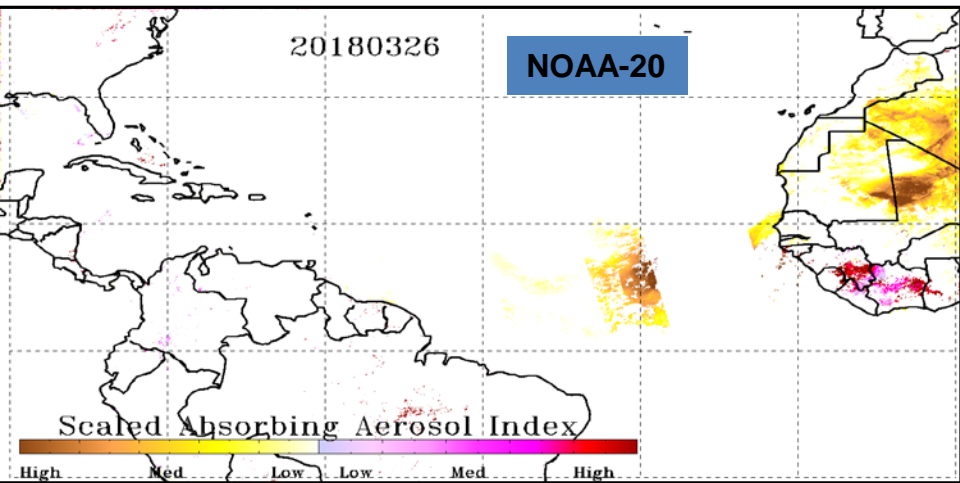 20180326
NOAA-20
Scaled Absorbing Aerosol Index
High Med Low Low Med High